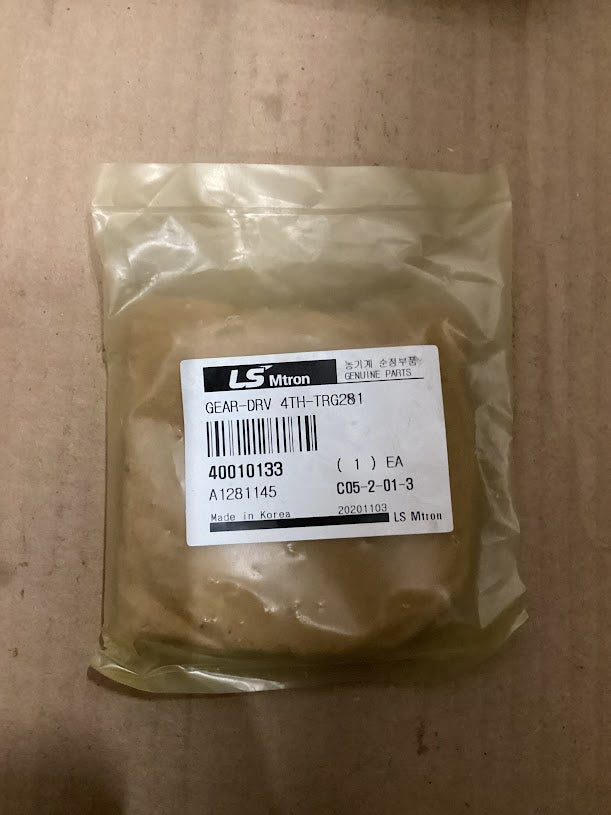 LS Mtron
농기계 순정부품
GENUINE PARTS
GEAR-DRV 4TH-TRG281
40010133
( 1 ) EA
A1281145
C05-2-01-3
Made in Korea
20201103
LS Mtron